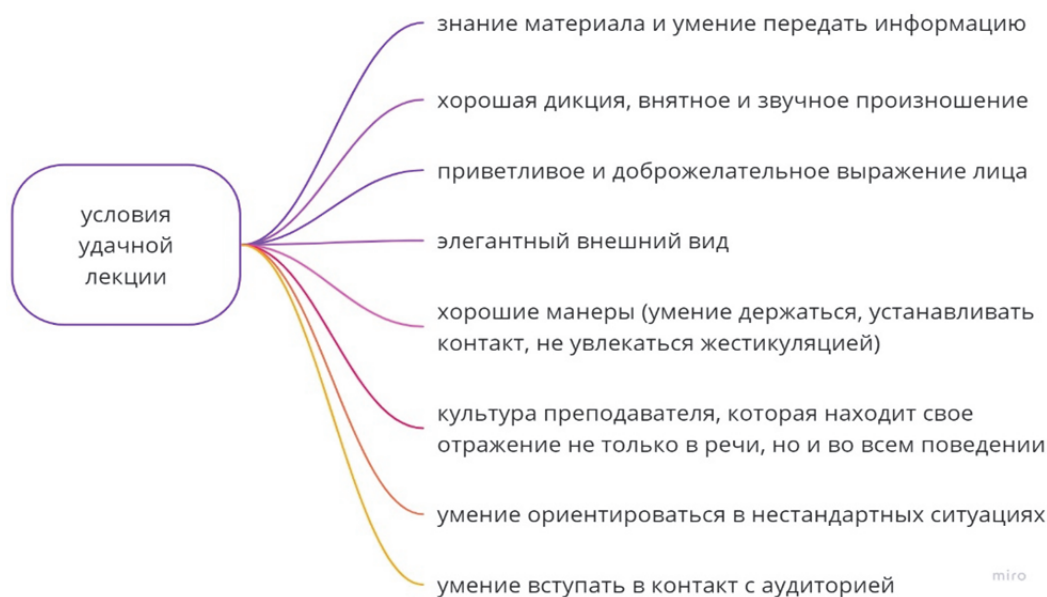 условия
удачной
лекции
знание материала и умение передать информацию
хорошая дикция, внятное и звучное произношение
приветливое и доброжелательное выражение лица
элегантный внешний вид
хорошие манеры (умение держаться, устанавливать
контакт, не увлекаться жестикуляцией)
культура преподавателя, которая находит свое
отражение не только в речи, но и во всем поведении
умение ориентироваться в нестандартных ситуациях
умение вступать в контакт с аудиторией
miro